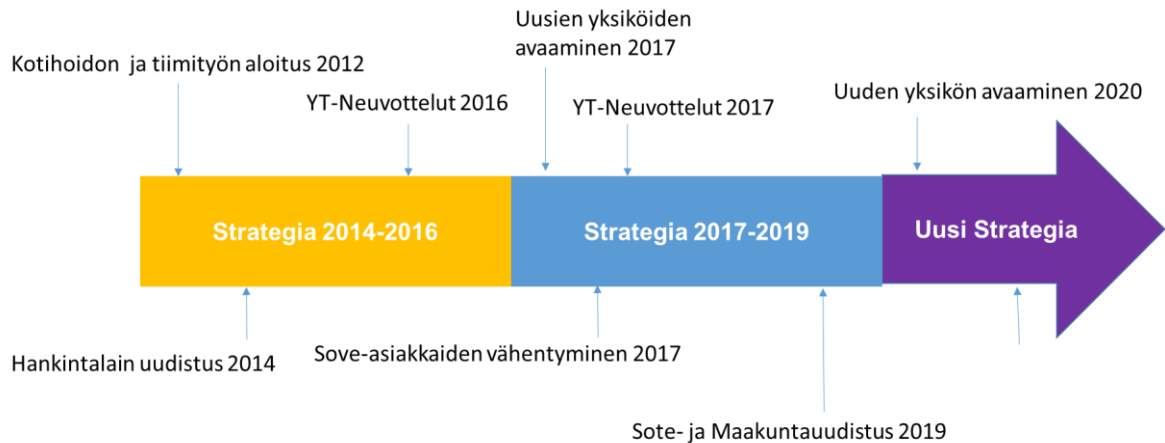 Uusien yksiköiden
avaaminen 2017
Kotihoidon ja tiimityön aloitus 2012
YT-Neuvottelut 2016
YT-Neuvottelut 2017
Uuden yksikön avaaminen 2020
Strategia 2014-2016
Strategia 2017-2019
Uusi Strategia
Hankintalain uudistus 2014
Sove-asiakkaiden vähentyminen 2017
Sote- ja Maakuntauudistus 2019